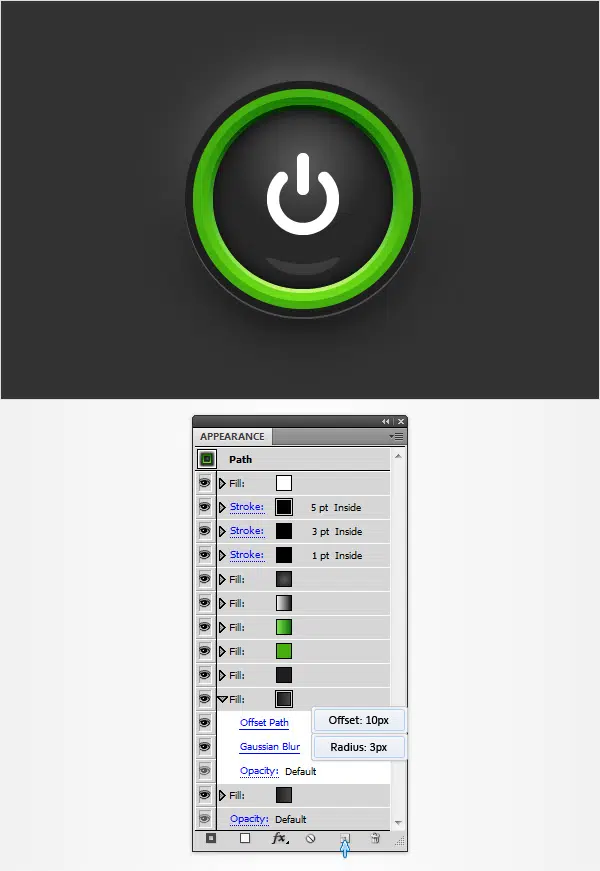 APPEARANCE
Path
Fill:
Stroke: 5 pt Inside
Stroke: 3 pt Inside
Stroke: 1 pt Inside
Fill:
Fill:
Fill:
Fill:
Fill:
Fill:
Offset Path Offset: 10px
Gaussian Blur Radius: 3px
Opacity: Default
Fill:
Opacity: Default
fx